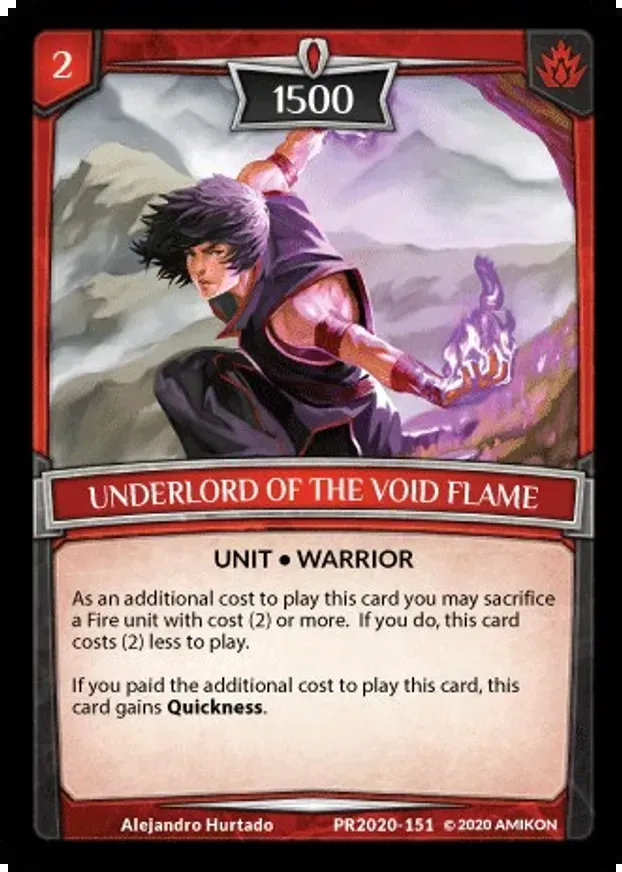 2
1500
UNDERLORD OF THE VOID FLAME
UNIT • WARRIOR
As an additional cost to play this card you may sacrifice
a Fire unit with cost (2) or more. If you do, this card
costs (2) less to play.
If you paid the additional cost to play this card, this
card gains Quickness.
Alejandro Hurtado PR2020-151 © 2020 AMIKON